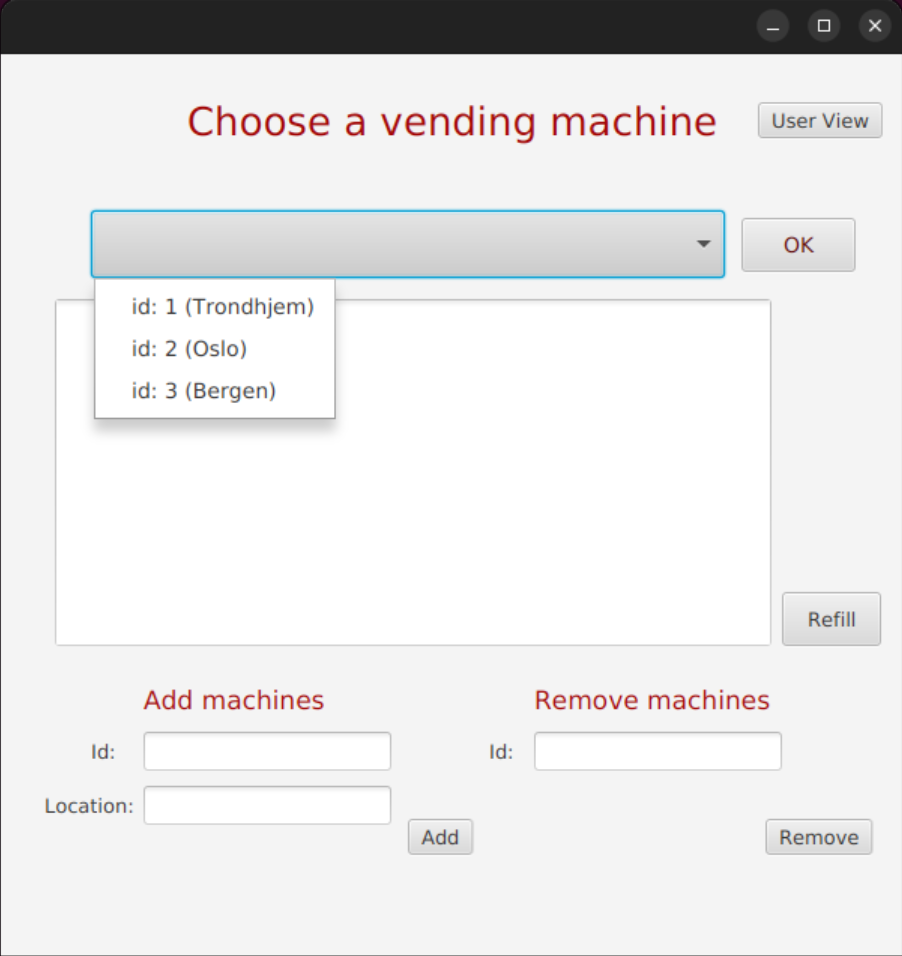 Choose a vending machine
User View
OK
id: 1 (Trondhjem)
id: 2 (Oslo)
id: 3 (Bergen)
Refill
Add machines
Remove machines
Id:
Id:
Location:
Add
Remove